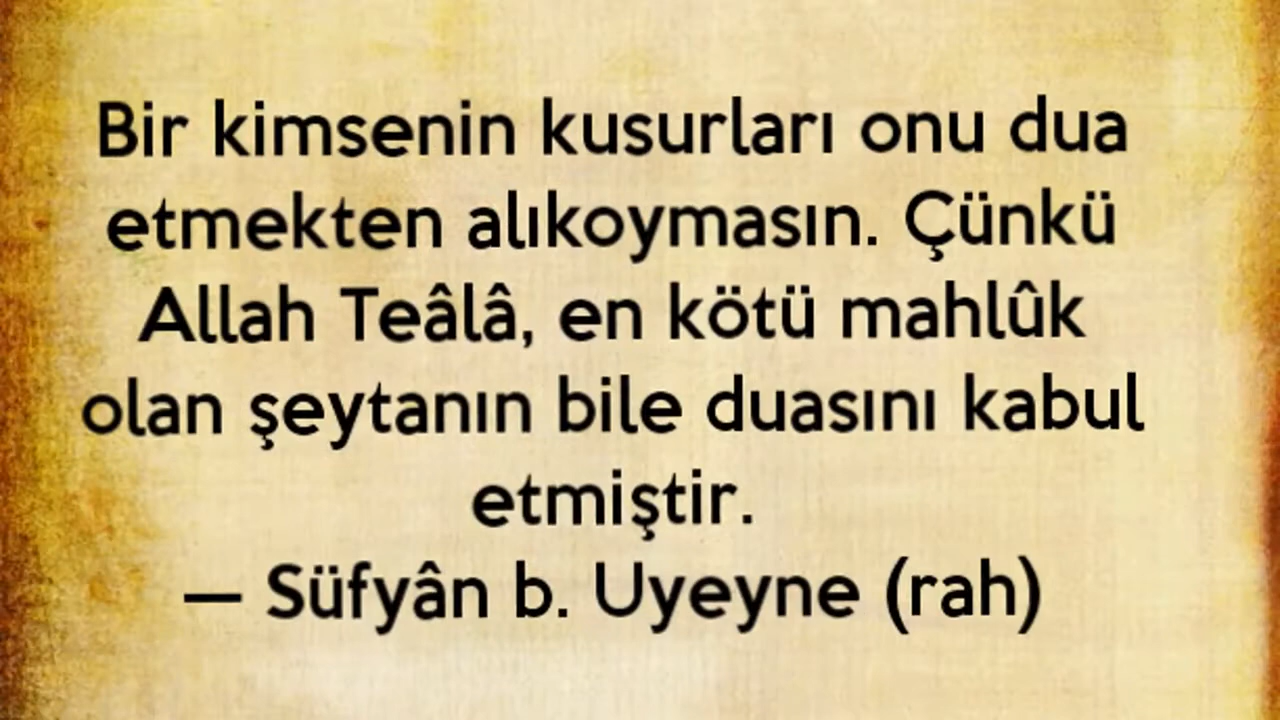 Bir kimsenin kusurları onu dua
etmekten alıkoymasın. Çünkü
Allah Teâlâ, en kötü mahlûk
olan şeytanın bile duasını kabul
etmiştir.
— Süfyân b. Uyeyne (rah)